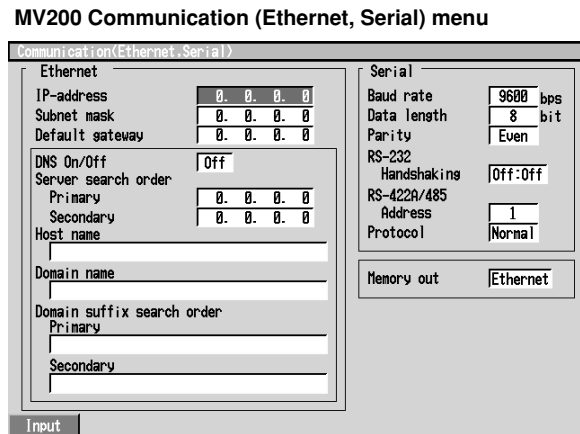 MV200 Communication (Ethernet, Serial) menu
Communication(Ethernet,Serial)
Ethernet
IP-address 0. 0. 0. 0
Subnet mask 0. 0. 0. 0
Default gateway 0. 0. 0. 0
DNS On/Off Off
Server search order
Primary 0. 0. 0. 0
Secondary 0. 0. 0. 0
Host name
Domain name
Domain suffix search order
Primary
Secondary
Serial
Baud rate 9600 bps
Data length 8 bit
Parity Even
RS-232
Handshaking Off:Off
RS-422A/485
Address 1
Protocol Normal
Memory out Ethernet
Input